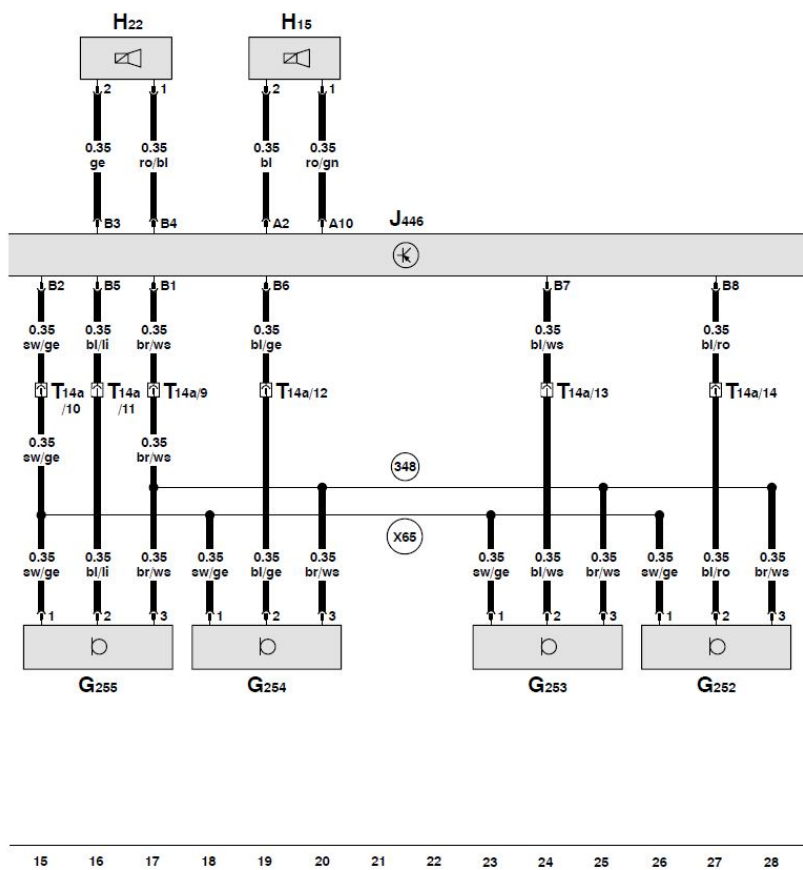 H22 H15
2 1 2 1
0.35 0.35 0.35 0.35
ge ro/bl bl ro/gn
B3 B4 A2 J446 A10
B2 B5 B1 B6 B7 B8
0.35 0.35 0.35 0.35 0.35 0.35
sw/ge bl/li br/ws bl/ge bl/ws bl/ro
T14a/10 T14a/11 T14a/9 T14a/12 T14a/13 T14a/14
0.35 0.35
sw/ge br/ws
348
X65
0.35 0.35 0.35 0.35 0.35 0.35 0.35 0.35 0.35 0.35 0.35 0.35
sw/ge bl/li br/ws sw/ge bl/ge br/ws sw/ge bl/ws br/ws sw/ge bl/ro br/ws
1 2 3 1 2 3 1 2 3 1 2 3
G255 G254 G253 G252
15 16 17 18 19 20 21 22 23 24 25 26 27 28